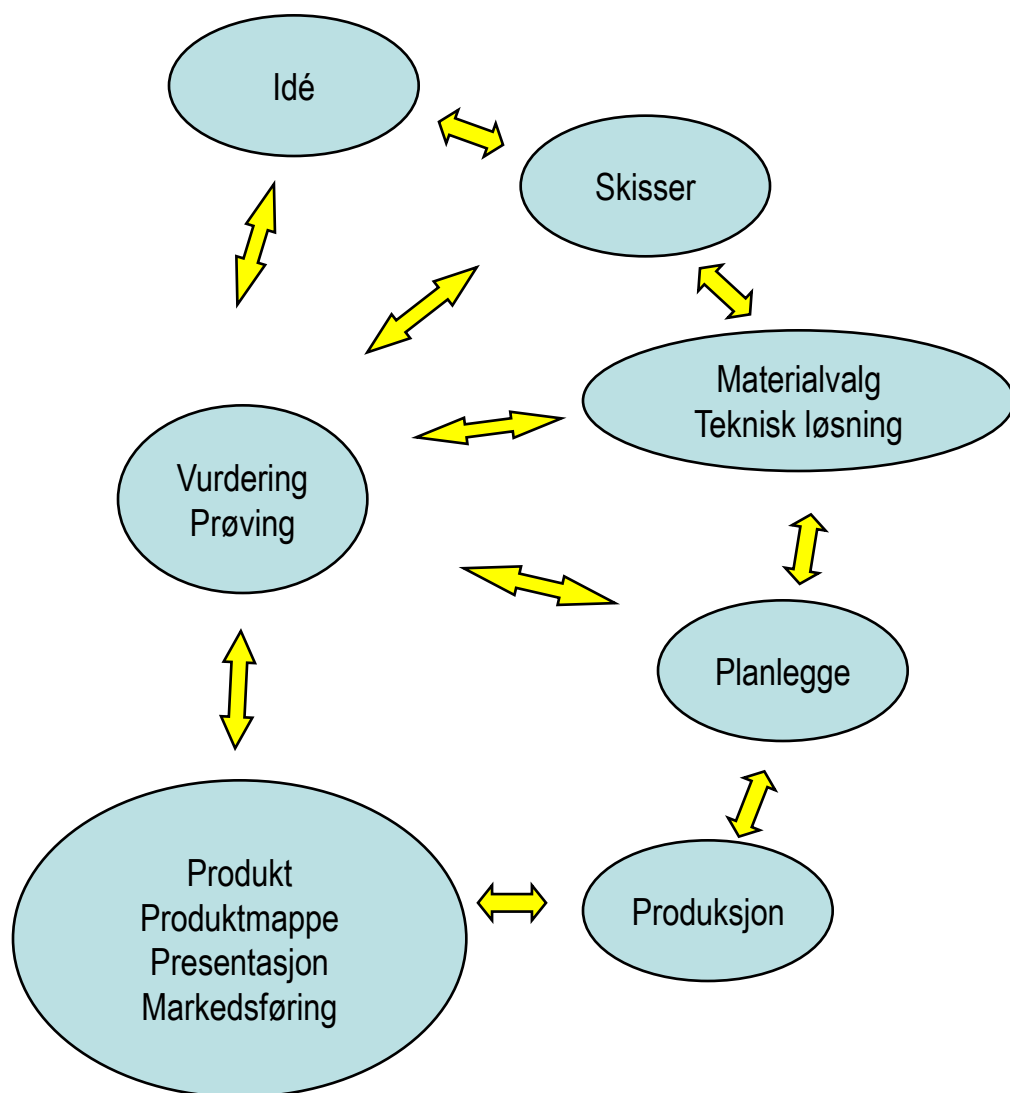 Idé
Skisser
Materialvalg
Teknisk løsning
Vurdering
Prøving
Planlegge
Produksjon
Produkt
Produktmappe
Presentasjon
Markedsføring